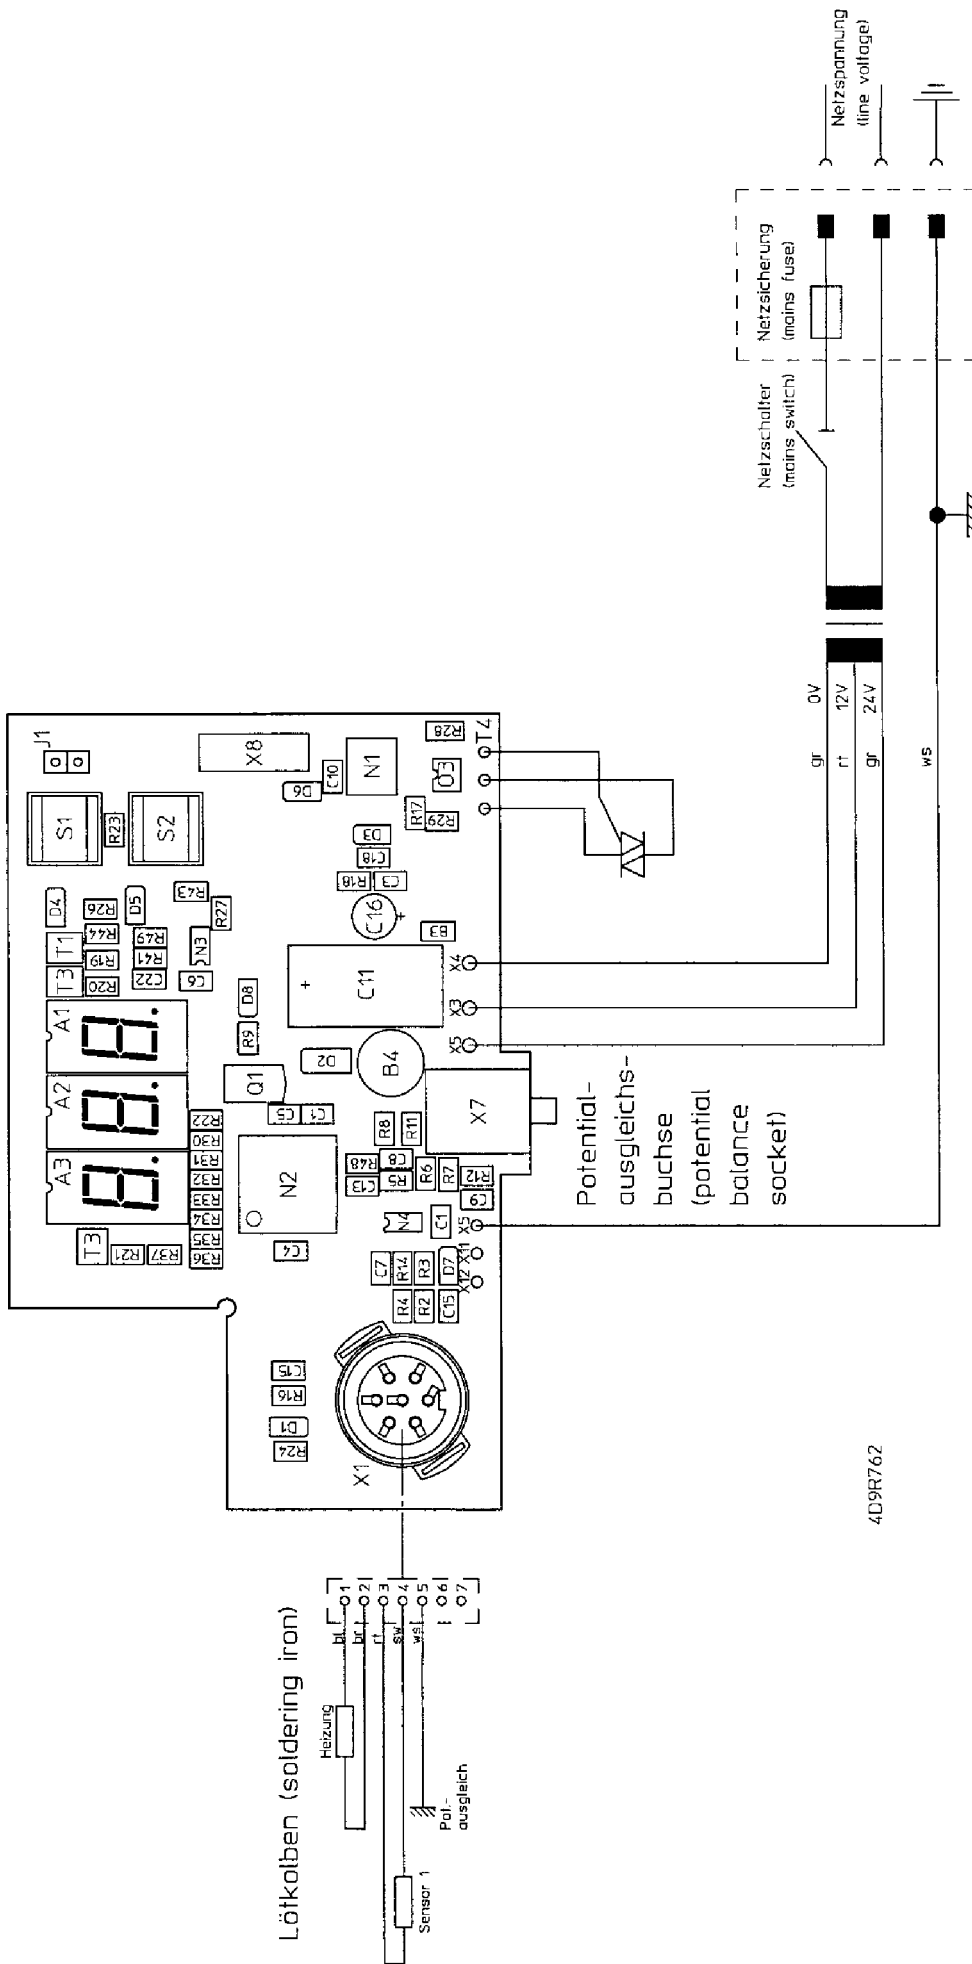 Lötkolben (soldering iron)
Heizung
Sensor 1
Pot.-
ausgleich
bl
br
rt
sw
ws
1
2
3
4
5
6
7
X1
R24
D1
R16
C15
T3
R21
R37
R36
R35
R34
R33
R32
R31
R30
R22
A3
A2
A1
T3
T1
D4
R20
R19
R44
R26
C22
R41
R49
D5
C6
N3
R27
R43
S1
R23
S2
J1
X8
D6
C10
N1
R28
T4
R17
R29
D3
C18
R18
C3
C16
+
B3
C11
+
D8
R9
D2
B4
Q1
C5
N2
C4
R8
R11
R48
C8
C13
R5
R6
R7
R12
C9
X7
N4
C1
C7
R14
R3
D7
R4
R2
C15
X12
X11
X5
X5
X3
X4
Potential-
ausgleichs-
buchse
(potential
balance
socket)
gr
0V
rt
12V
gr
24V
ws
Netzschalter
(mains switch)
Netzsicherung
(mains fuse)
Netzspannung
(line voltage)
4D9R762